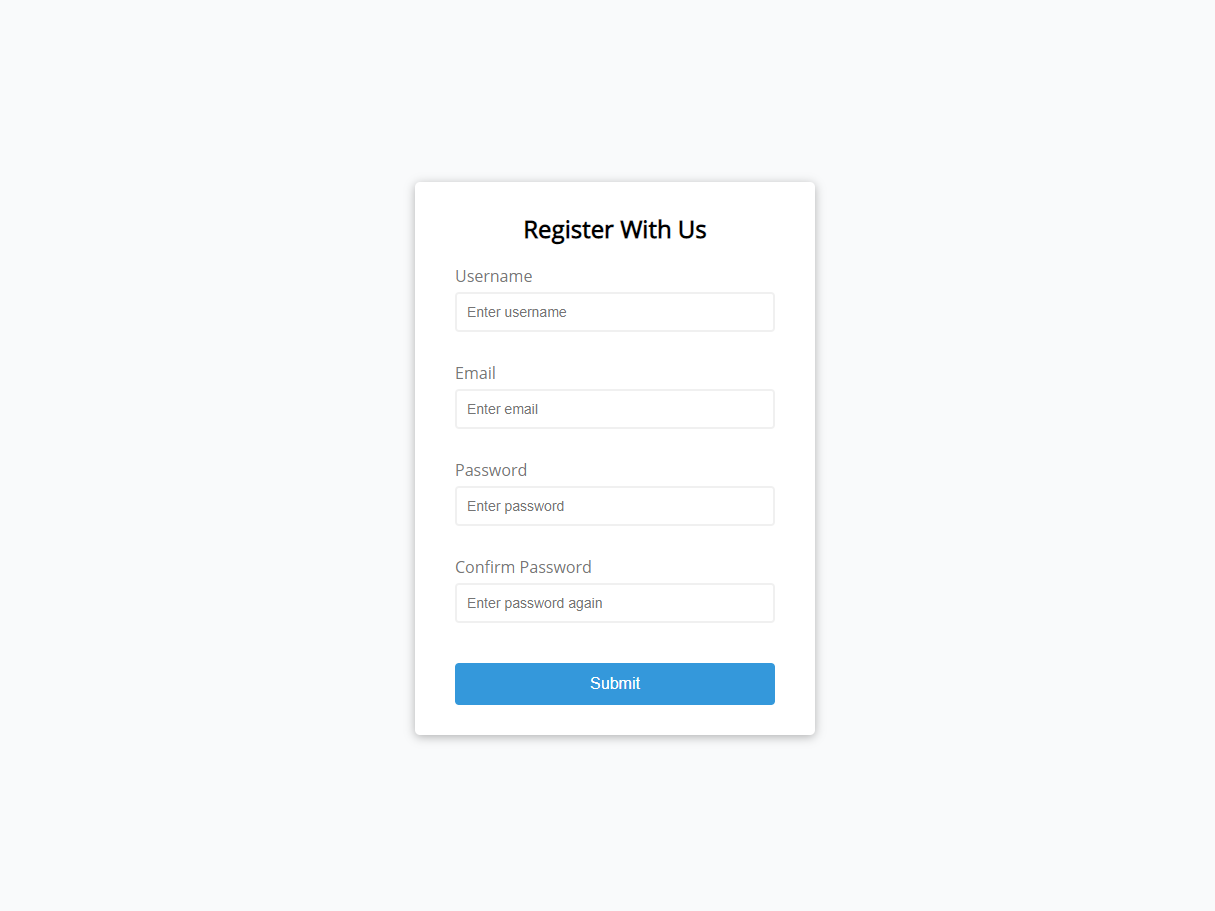 Register With Us
Username
Enter username
Email
Enter email
Password
Enter password
Confirm Password
Enter password again
Submit